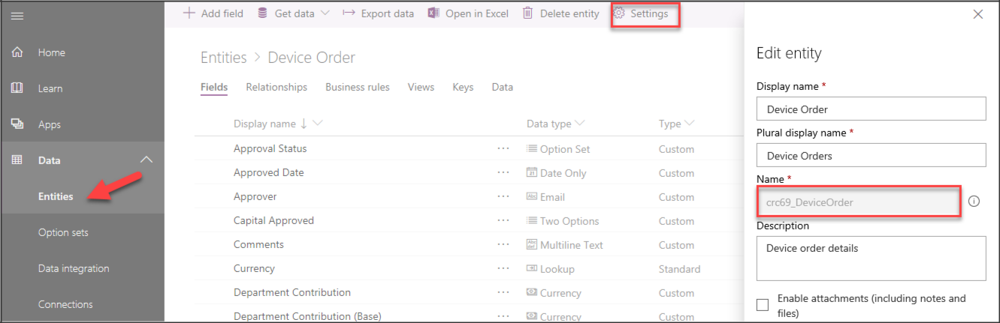 Add field Get data Export data Open in Excel Delete entity Settings
Home
Learn
Apps
Data
Entities
Option sets
Data integration
Connections
Entities > Device Order
Fields Relationships Business rules Views Keys Data
Display name Data type Type
Approval Status Option Set Custom
Approved Date Date Only Custom
Approver Email Custom
Capital Approved Two Options Custom
Comments Multiline Text Custom
Currency Lookup Standard
Department Contribution Currency Custom
Department Contribution (Base) Currency Custom
Edit entity
Display name *
Device Order
Plural display name *
Device Orders
Name *
crc69_DeviceOrder
Description
Device order details
Enable attachments (including notes and
files)